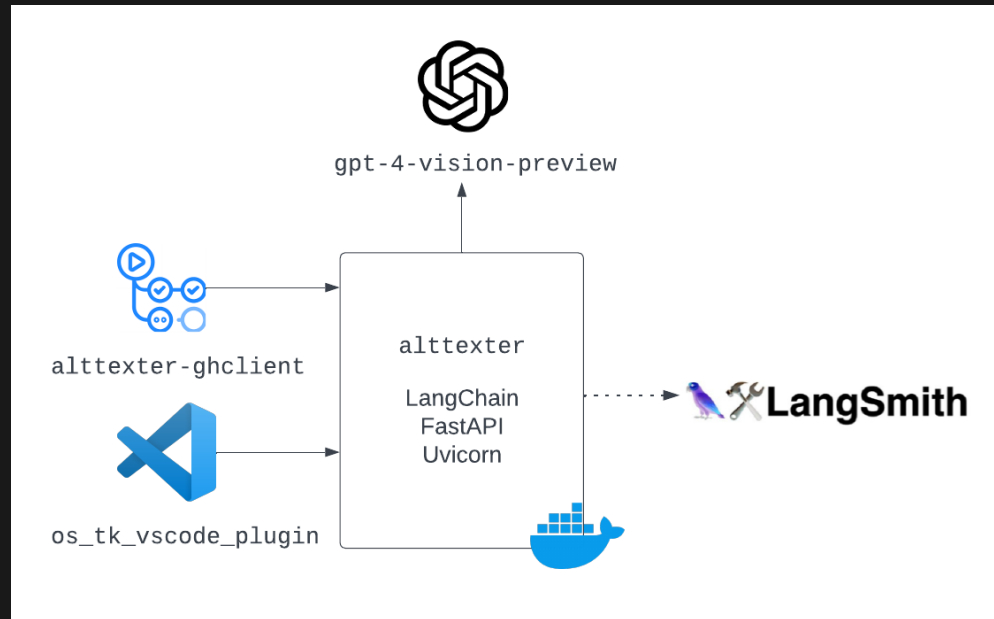 gpt-4-vision-preview
alttexter-ghclient
os_tk_vscode_plugin
alttexter
LangChain
FastAPI
Uvicorn
LangSmith